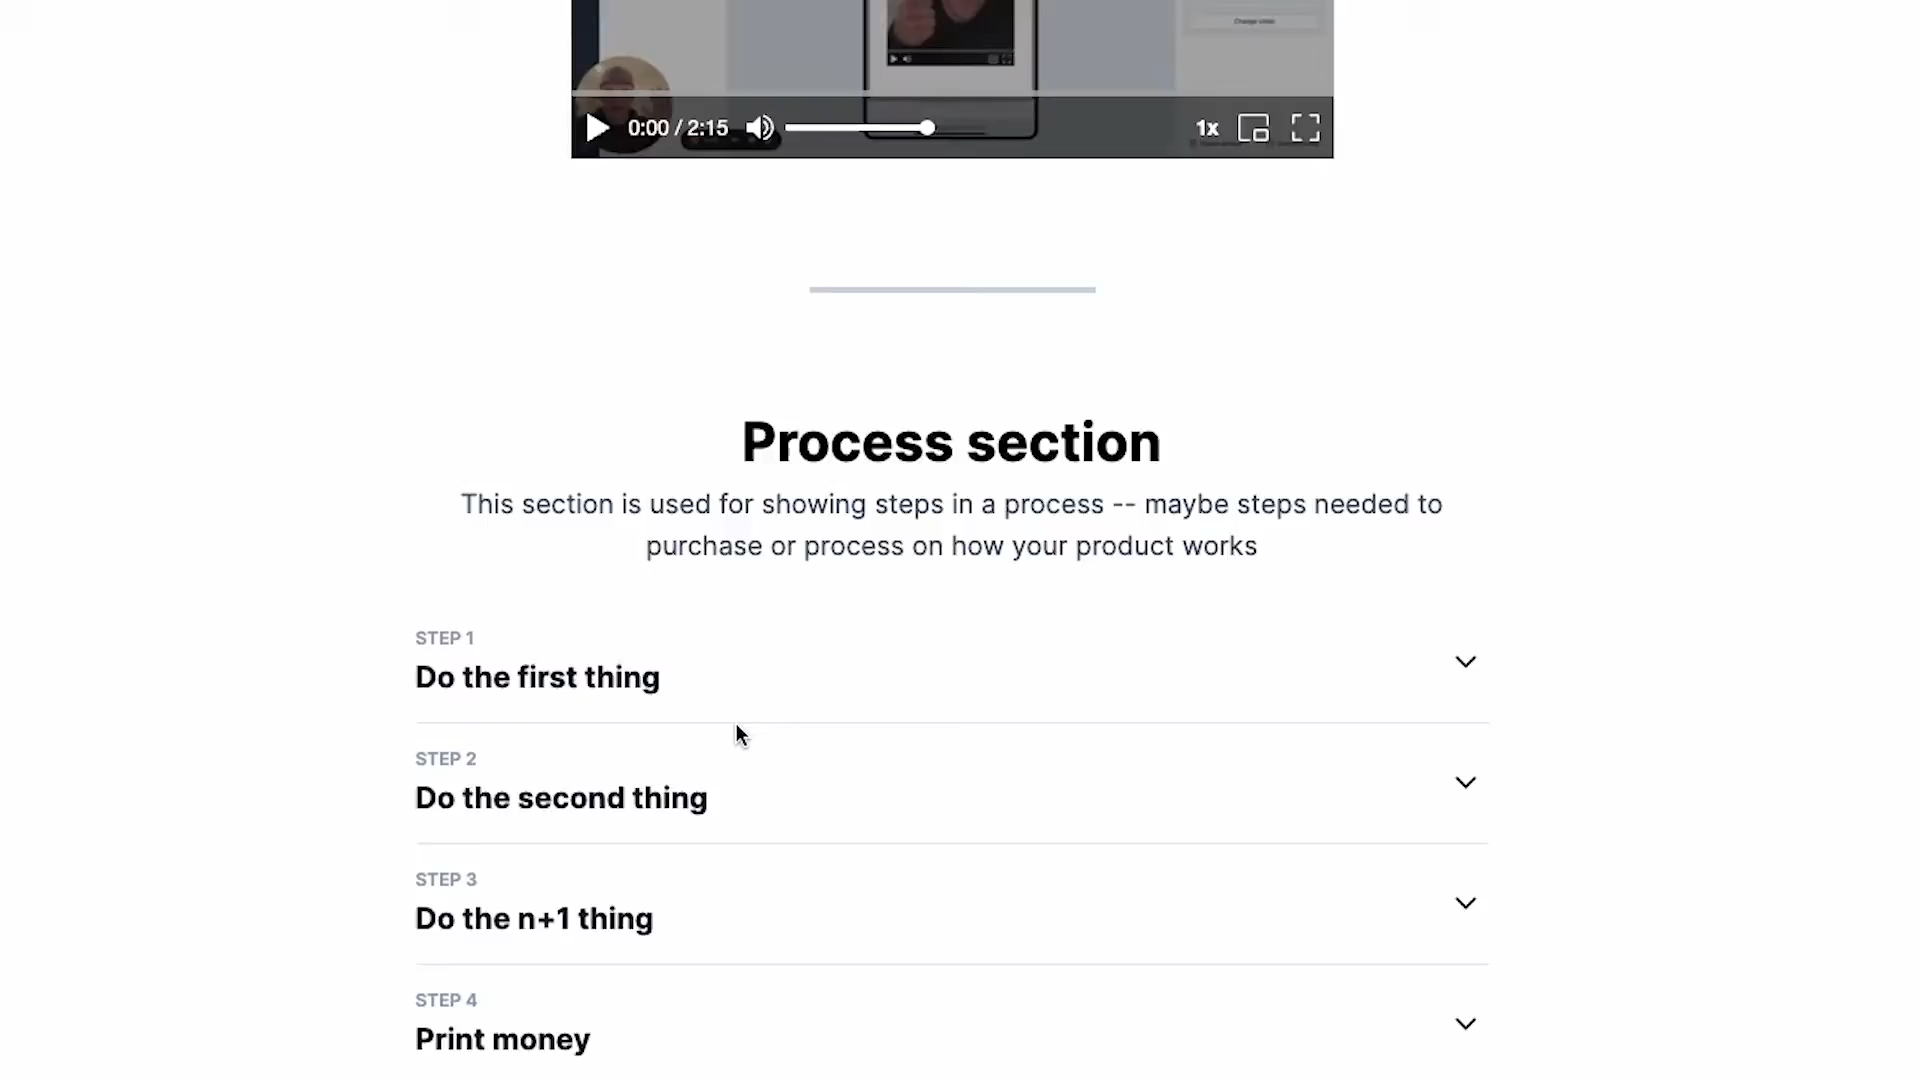 Change video
0:00 / 2:15
1x
Process section
This section is used for showing steps in a process -- maybe steps needed to
purchase or process on how your product works
STEP 1
Do the first thing
STEP 2
Do the second thing
STEP 3
Do the n+1 thing
STEP 4
Print money